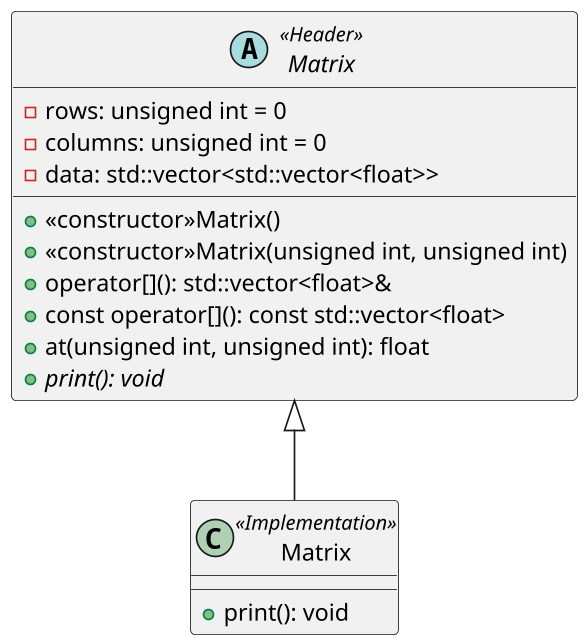 A
«Header»
Matrix
rows: unsigned int = 0
columns: unsigned int = 0
data: std::vector<std::vector<float>>
«constructor»Matrix()
«constructor»Matrix(unsigned int, unsigned int)
operator[](): std::vector<float>&
const operator[](): const std::vector<float>
at(unsigned int, unsigned int): float
print(): void
C
«Implementation»
Matrix
print(): void